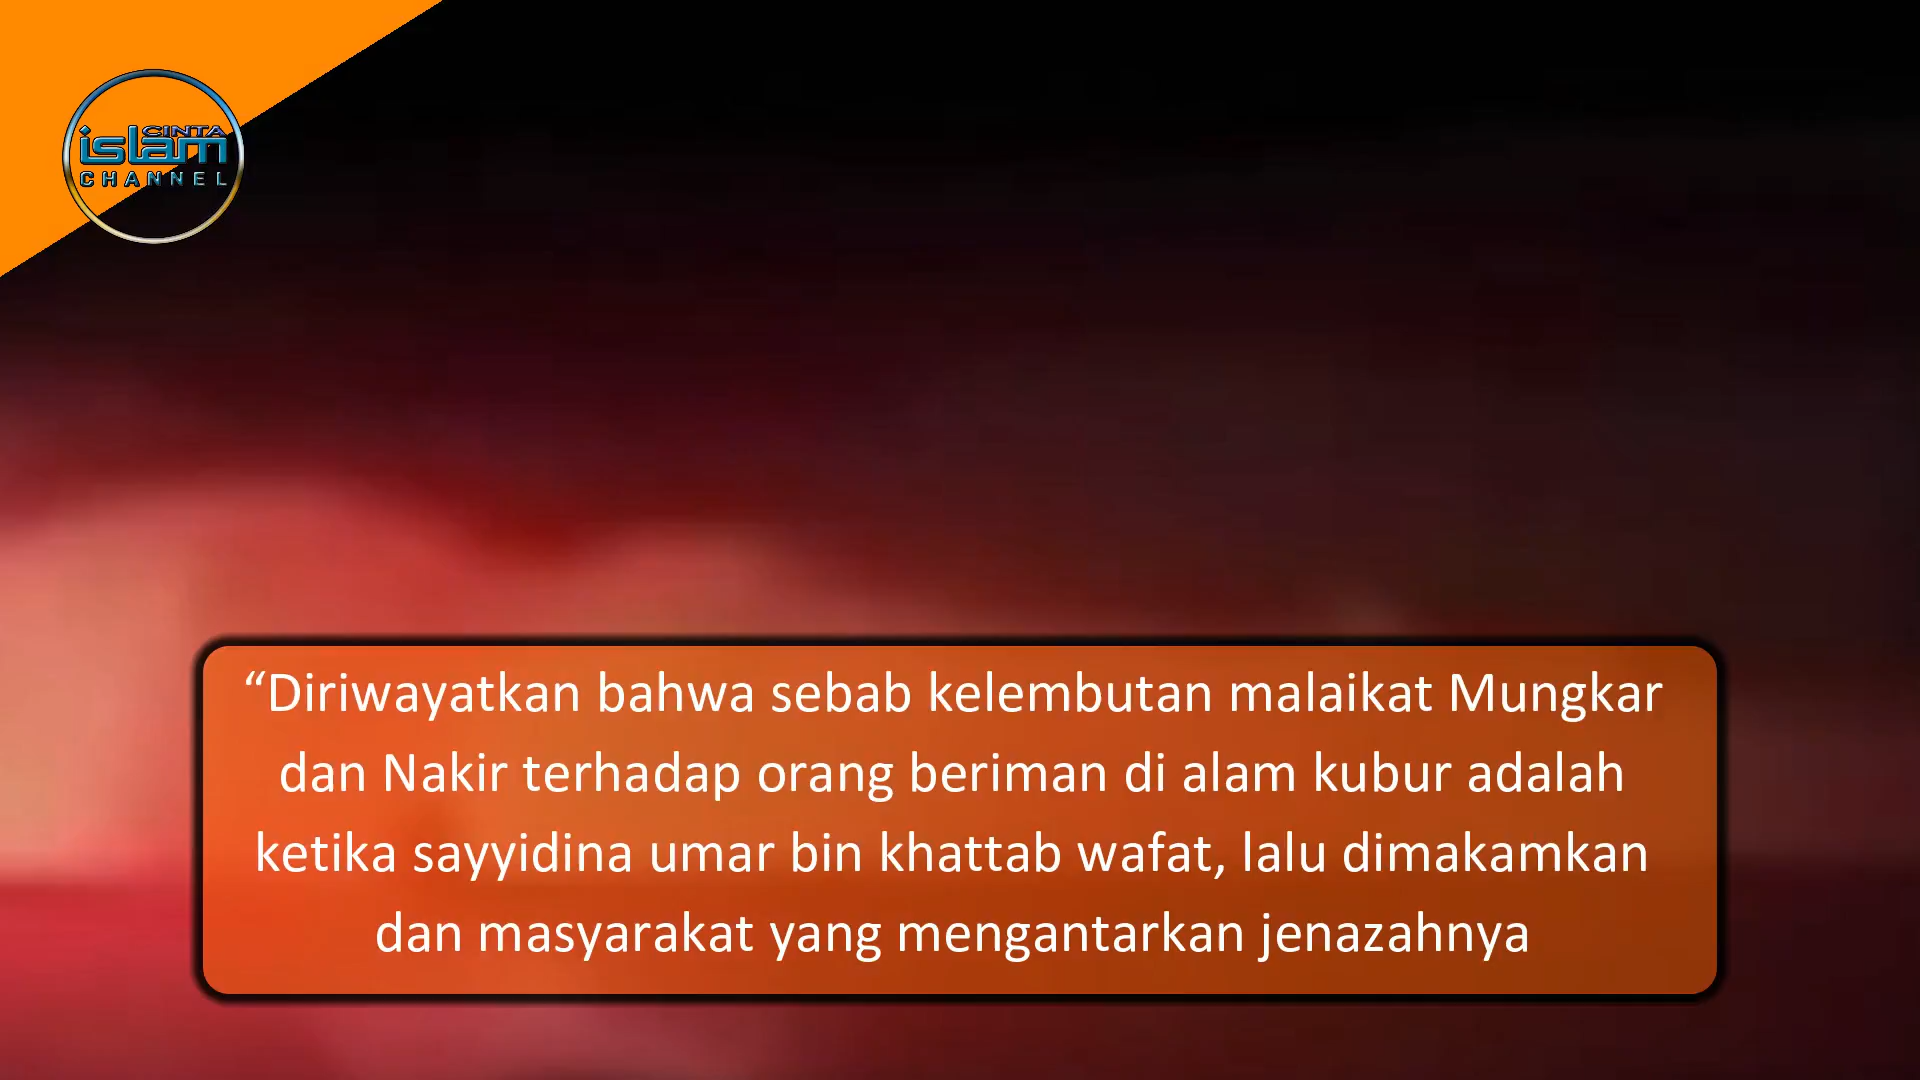 CINTA
islam
CHANNEL
“Diriwayatkan bahwa sebab kelembutan malaikat Mungkar
dan Nakir terhadap orang beriman di alam kubur adalah
ketika sayyidina umar bin khattab wafat, lalu dimakamkan
dan masyarakat yang mengantarkan jenazahnya